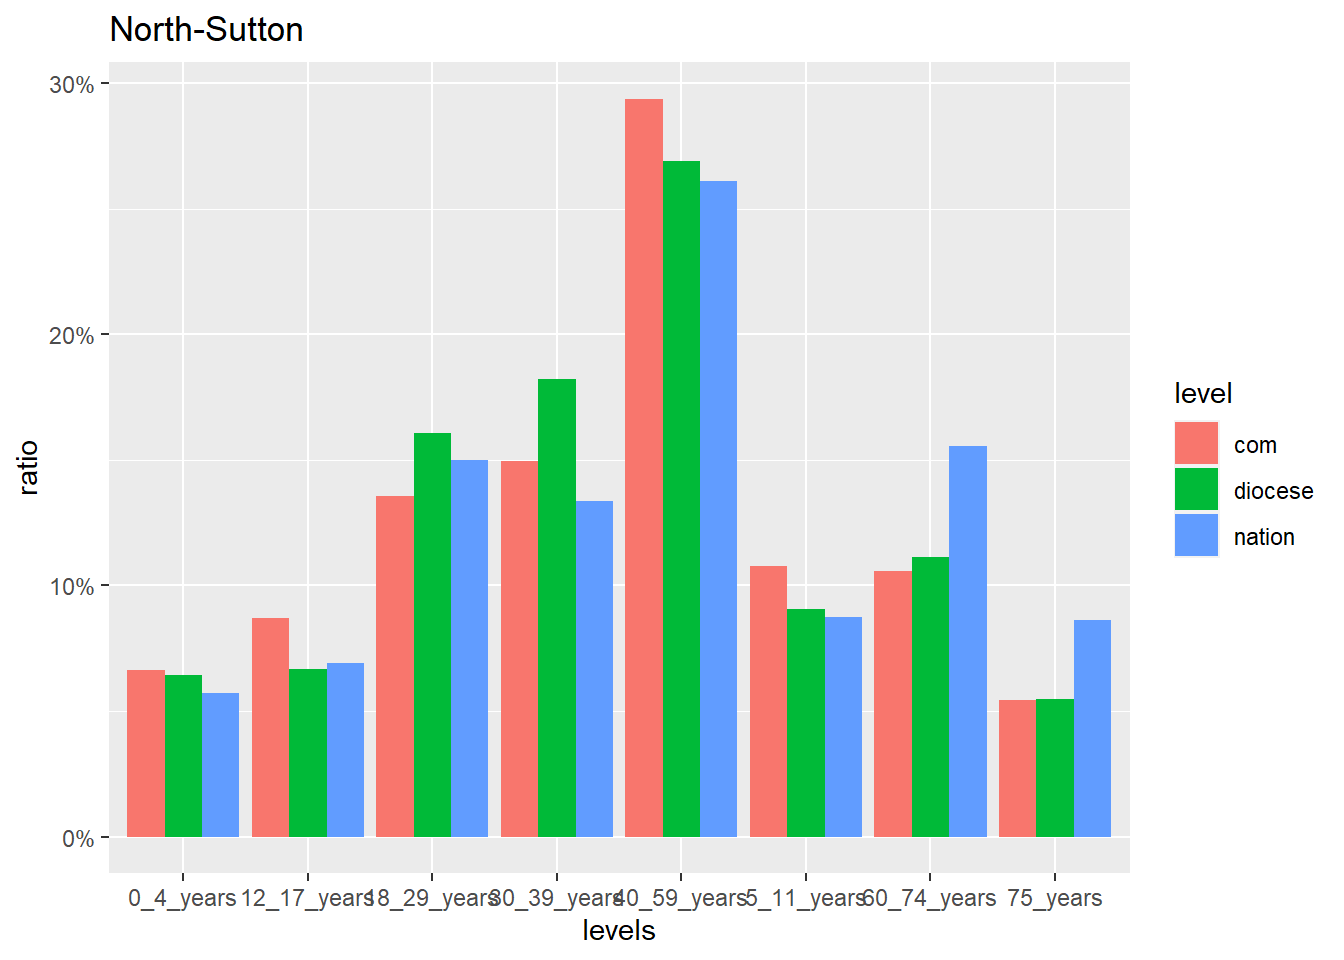 North-Sutton
30%
20%
10%
0%
ratio
0_4_years 12_17_years 18_29_years 30_39_years 40_59_years 5_11_years 60_74_years 75_years
levels
level
com
diocese
nation